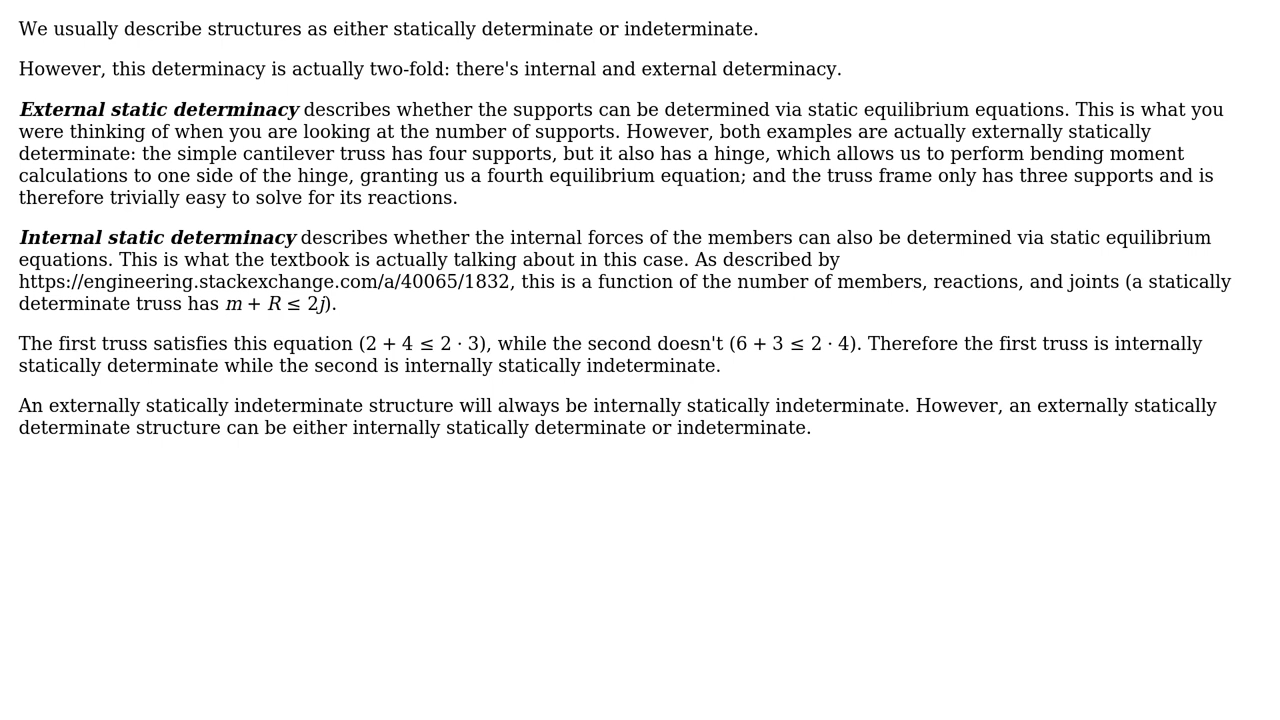 We usually describe structures as either statically determinate or indeterminate.
However, this determinacy is actually two-fold: there's internal and external determinacy.
External static determinacy describes whether the supports can be determined via static equilibrium equations. This is what you
were thinking of when you are looking at the number of supports. However, both examples are actually externally statically
determinate: the simple cantilever truss has four supports, but it also has a hinge, which allows us to perform bending moment
calculations to one side of the hinge, granting us a fourth equilibrium equation; and the truss frame only has three supports and is
therefore trivially easy to solve for its reactions.
Internal static determinacy describes whether the internal forces of the members can also be determined via static equilibrium
equations. This is what the textbook is actually talking about in this case. As described by
https://engineering.stackexchange.com/a/40065/1832, this is a function of the number of members, reactions, and joints (a statically
determinate truss has m + R ≤ 2j).
The first truss satisfies this equation (2 + 4 ≤ 2 · 3), while the second doesn't (6 + 3 ≤ 2 · 4). Therefore the first truss is internally
statically determinate while the second is internally statically indeterminate.
An externally statically indeterminate structure will always be internally statically indeterminate. However, an externally statically
determinate structure can be either internally statically determinate or indeterminate.